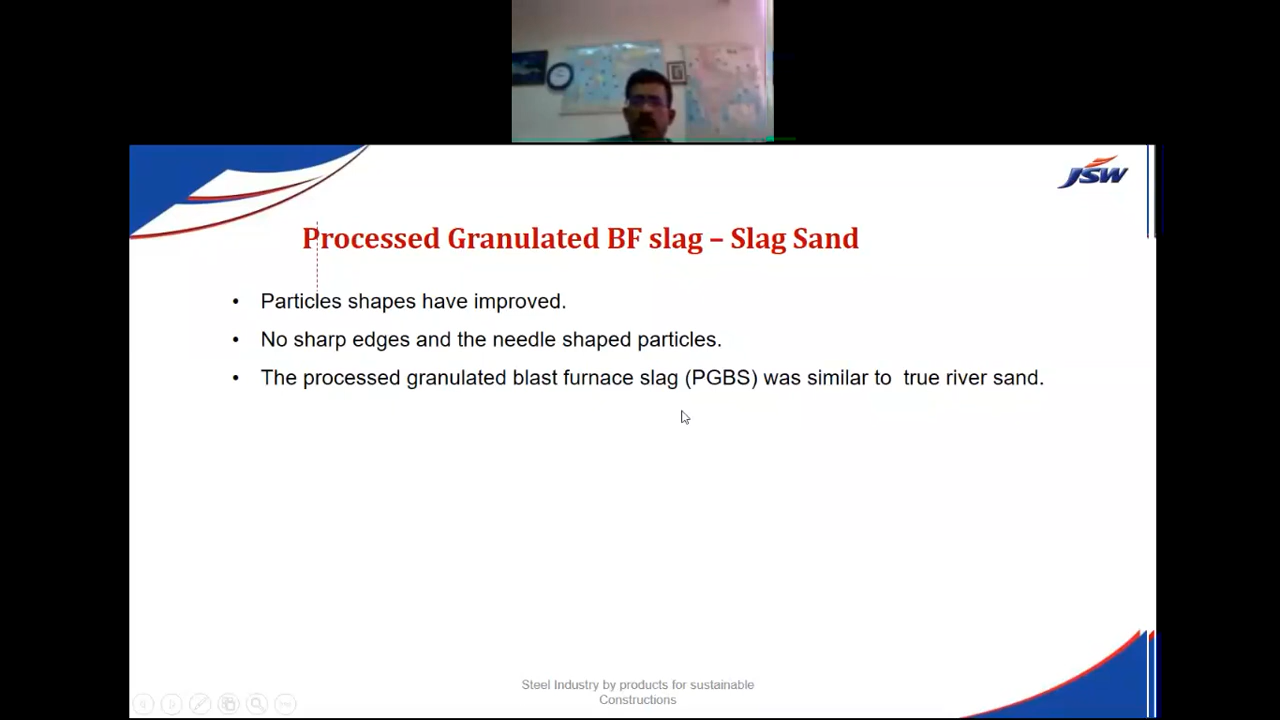 JSW
Processed Granulated BF slag – Slag Sand
• Particles shapes have improved.
• No sharp edges and the needle shaped particles.
• The processed granulated blast furnace slag (PGBS) was similar to  true river sand.
Steel Industry by products for sustainable
Constructions